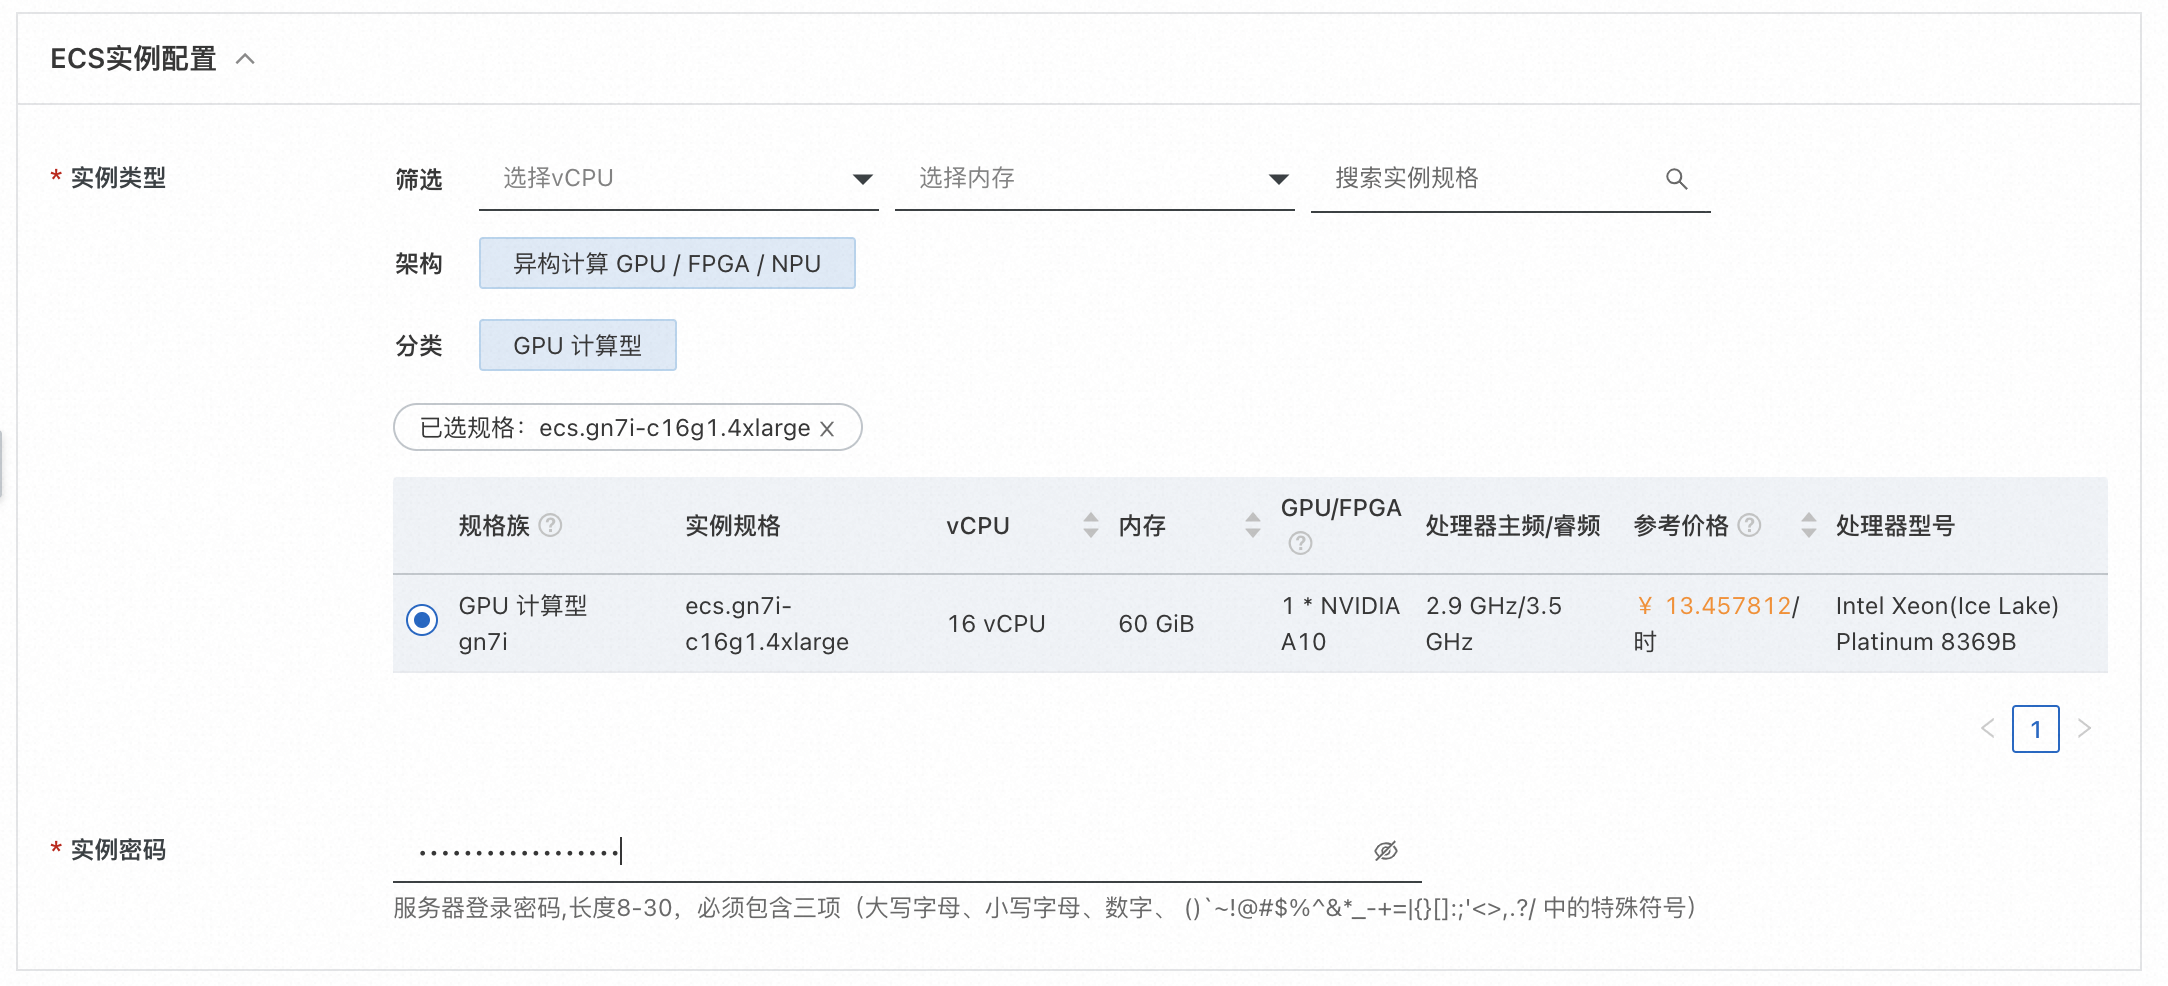 ECS实例配置
* 实例类型
筛选 选择vCPU 选择内存 搜索实例规格
架构 异构计算 GPU / FPGA / NPU
分类 GPU 计算型
已选规格：ecs.gn7i-c16g1.4xlarge ×
规格族 实例规格 vCPU 内存 GPU/FPGA 处理器主频/睿频 参考价格 处理器型号
GPU 计算型 ecs.gn7i- 16 vCPU 60 GiB 1 * NVIDIA 2.9 GHz/3.5 ¥ 13.457812/ Intel Xeon(Ice Lake)
gn7i c16g1.4xlarge A10 GHz 时 Platinum 8369B
1
* 实例密码 ··················
服务器登录密码,长度8-30，必须包含三项（大写字母、小写字母、数字、 ()`~!@#$%^&*_-+=|{}[]:;'<>,.?/ 中的特殊符号）